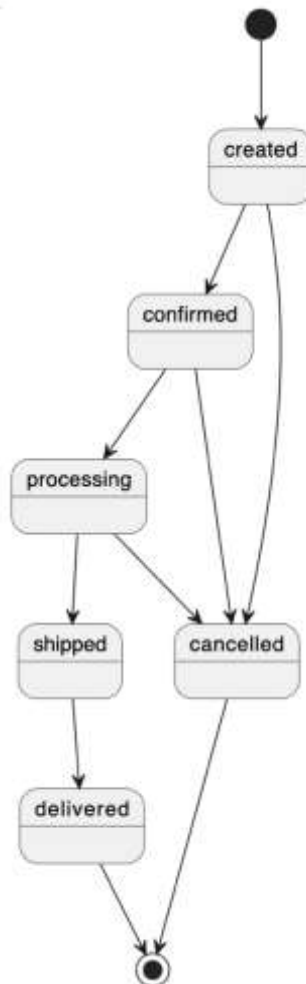 created
confirmed
processing
shipped
cancelled
delivered